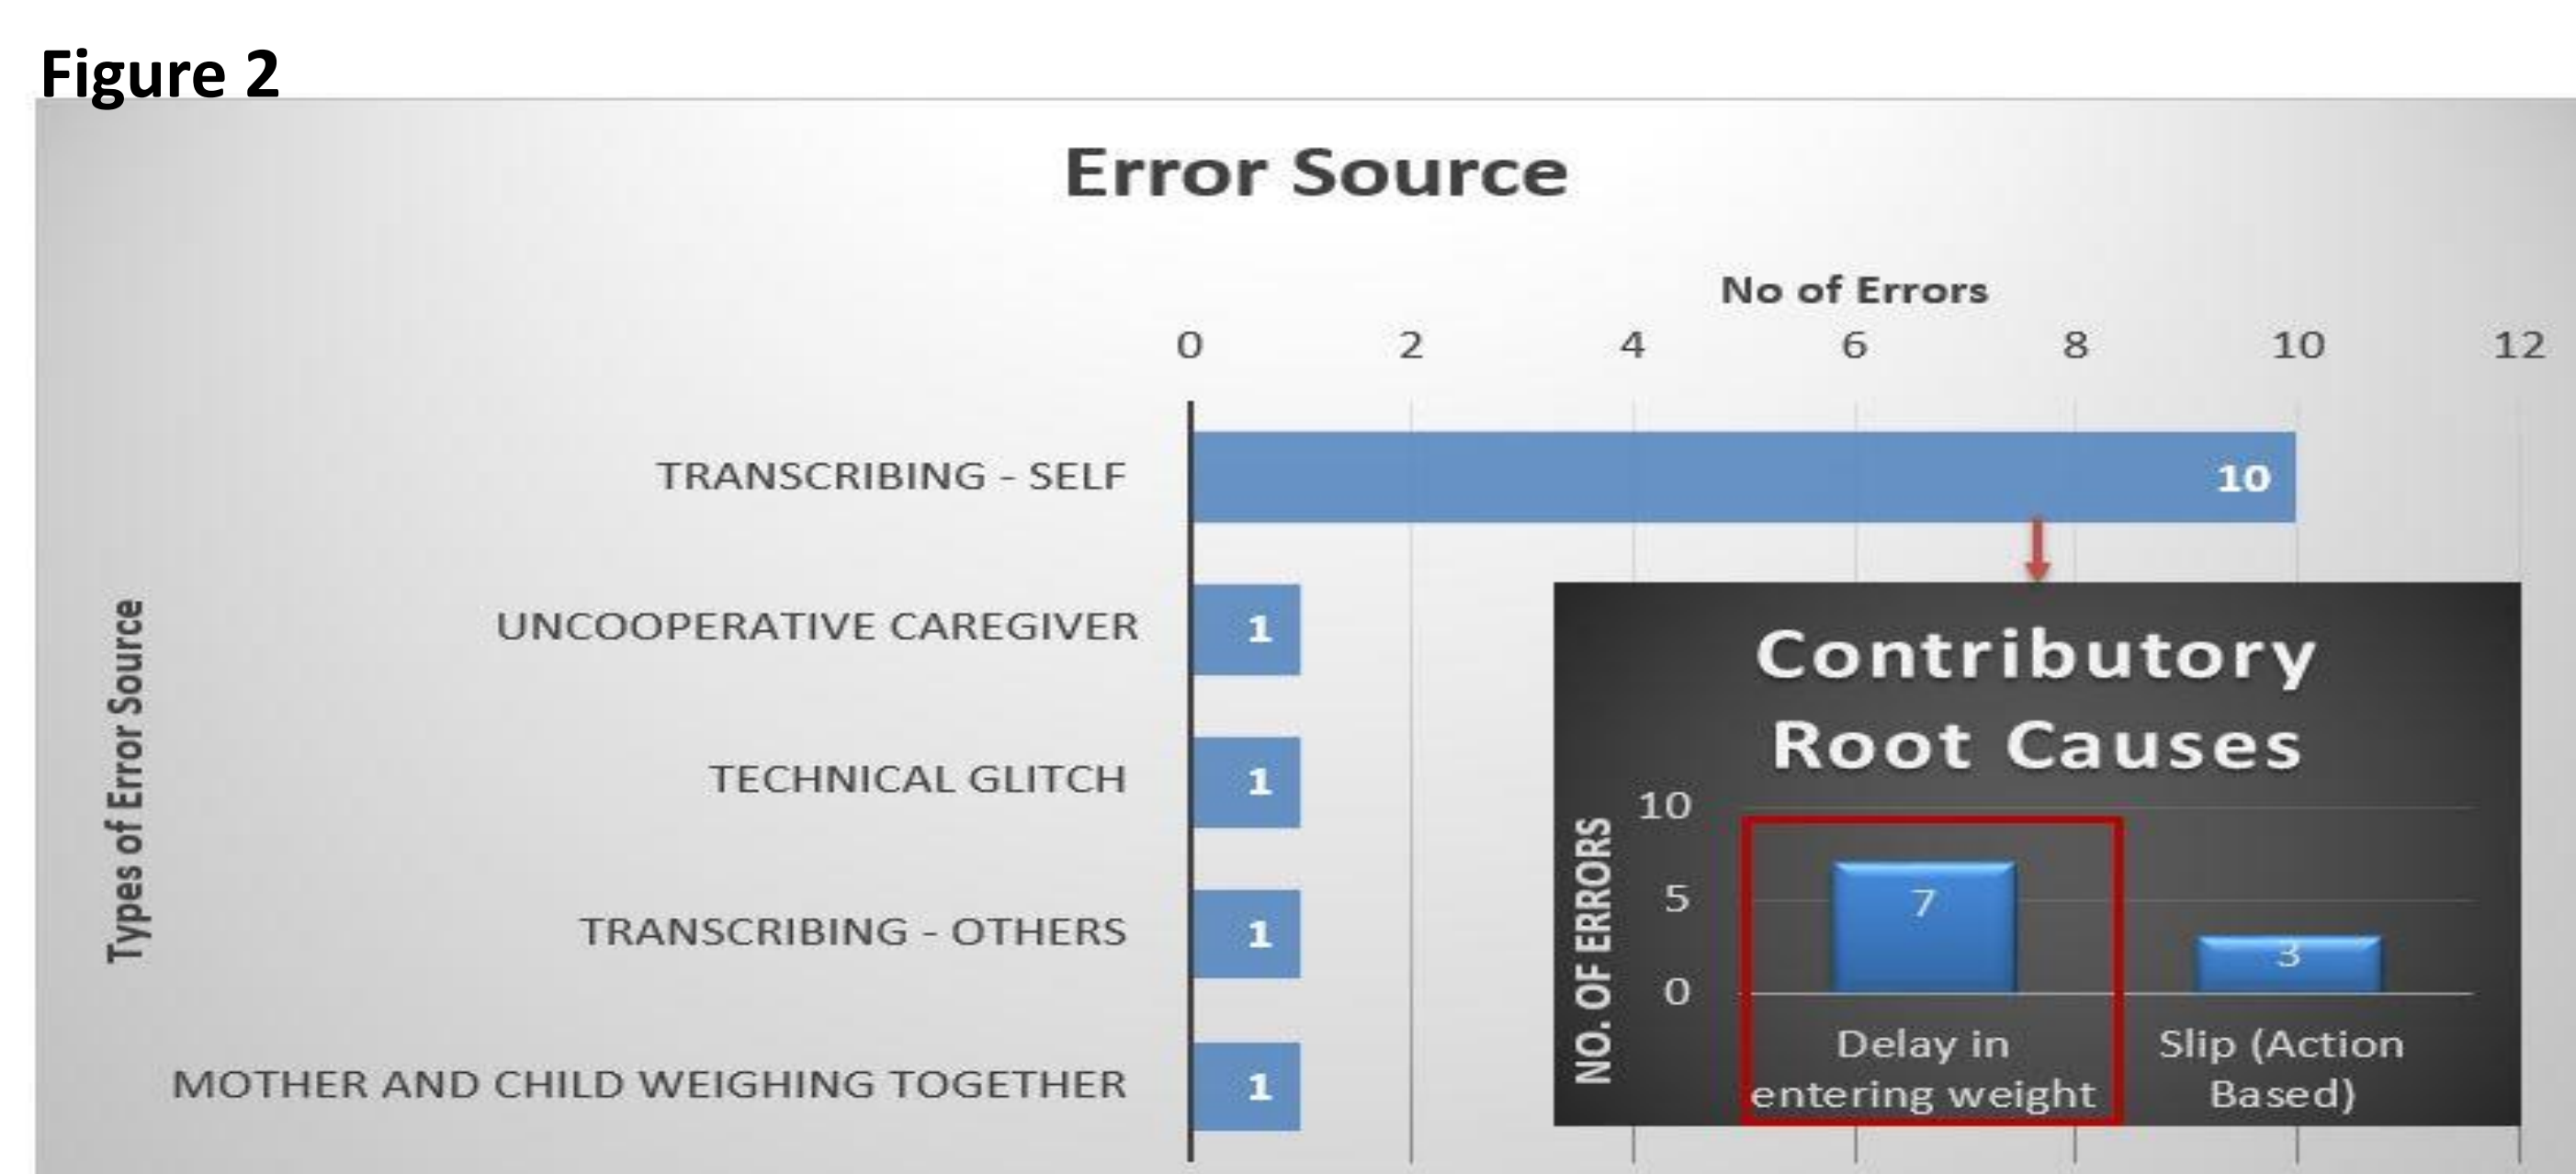 Figure 2
Error Source
No of Errors
0 2 4 6 8 10 12
Types of Error Source
TRANSCRIBING - SELF 10
UNCOOPERATIVE CAREGIVER 1
TECHNICAL GLITCH 1
TRANSCRIBING - OTHERS 1
MOTHER AND CHILD WEIGHING TOGETHER 1
Contributory
Root Causes
NO. OF ERRORS
10
5
0
7
3
Delay in
entering weight
Slip (Action
Based)